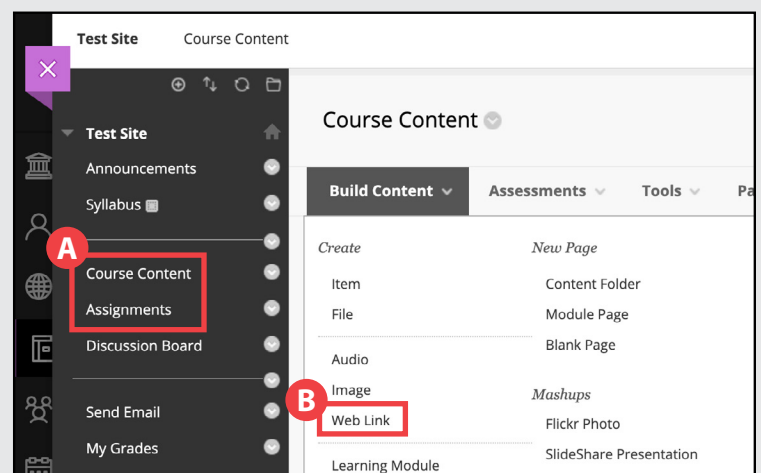 Test Site Course Content
Test Site
Announcements
Syllabus
A
Course Content
Assignments
Discussion Board
Send Email
My Grades
Course Content
Build Content Assessments Tools Pa
Create
Item
File
Audio
Image
B
Web Link
Learning Module
New Page
Content Folder
Module Page
Blank Page
Mashups
Flickr Photo
SlideShare Presentation